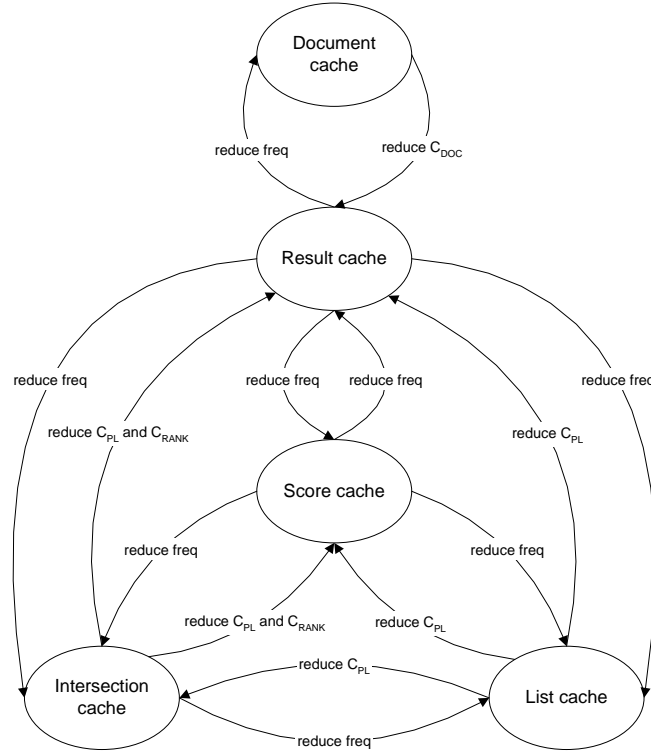 Document
cache
reduce freq
reduce C_DOC
Result cache
reduce freq
reduce freq
reduce freq
reduce freq
reduce C_PL and C_RANK
reduce C_PL
Score cache
reduce freq
reduce freq
reduce C_PL and C_RANK
reduce C_PL
reduce C_PL
Intersection
cache
List cache
reduce freq